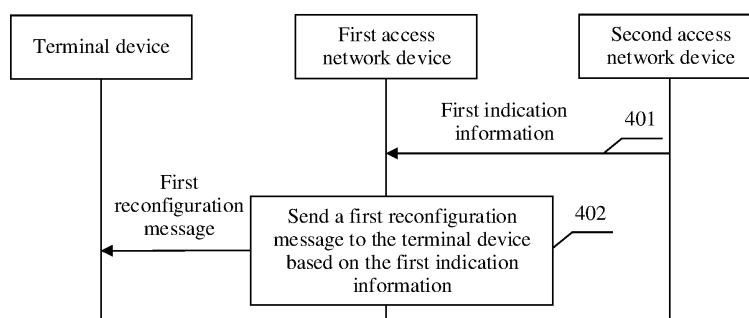 Terminal device
First access
network device
Second access
network device
First indication
information
401
First
reconfiguration
message
Send a first reconfiguration
message to the terminal device
based on the first indication
information
402